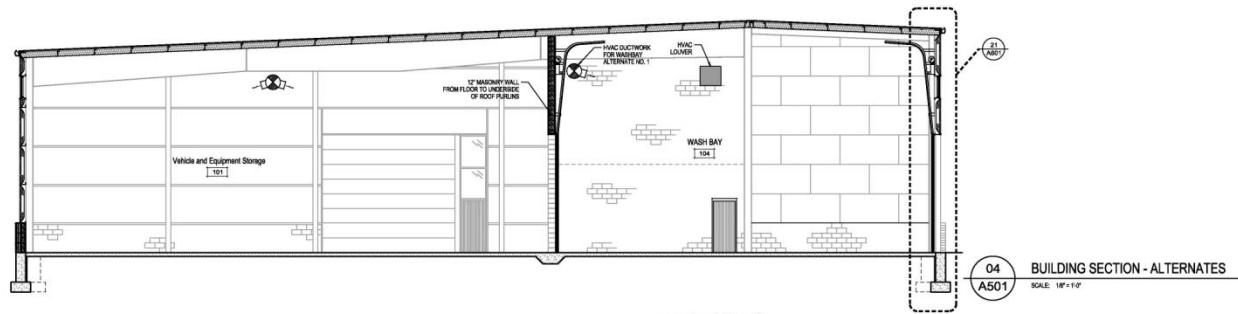 21
A601
HVAC DUCTWORK
FOR WASHBAY
ALTERNATE NO. 1
HVAC
LOUVER
12" MASONRY WALL
FROM FLOOR TO UNDERSIDE
OF ROOF PURLINS
Vehicle and Equipment Storage
101
WASH BAY
104
04
A501
BUILDING SECTION - ALTERNATES
SCALE: 1/8" = 1'-0"